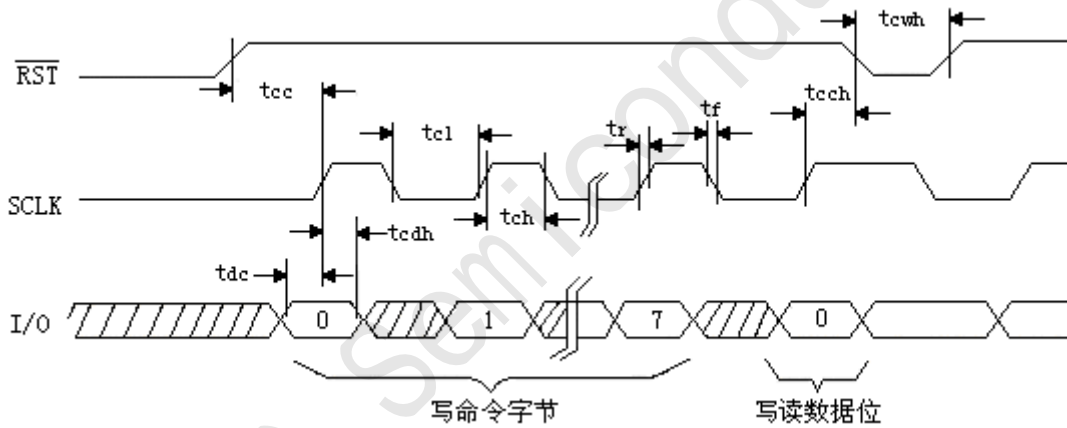 tcwh
RST
tcc
tcch
tcl
tr
tf
SCLK
tch
tcdh
tdc
I/O
0
1
7
0
写命令字节
写读数据位
Semiconduc